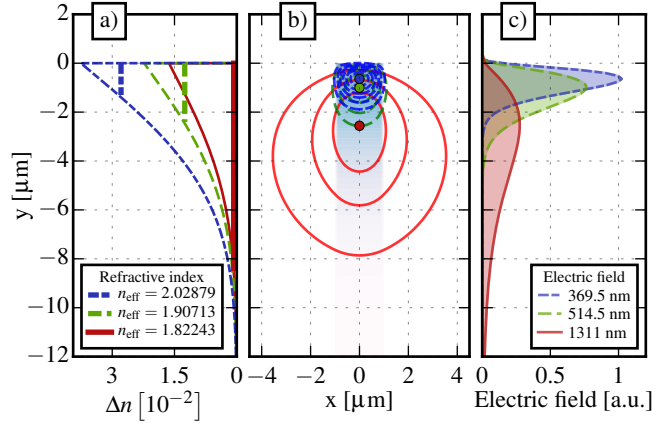 a)
b)
c)
y [μm]
0
−2
−4
−6
−8
−10
−12
Refractive index
n_eff = 2.02879
n_eff = 1.90713
n_eff = 1.82243
3
1.5
0
Δn [10⁻²]
−4
−2
0
2
4
x [μm]
Electric field
369.5 nm
514.5 nm
1311 nm
0
0.5
1.0
Electric field [a.u.]